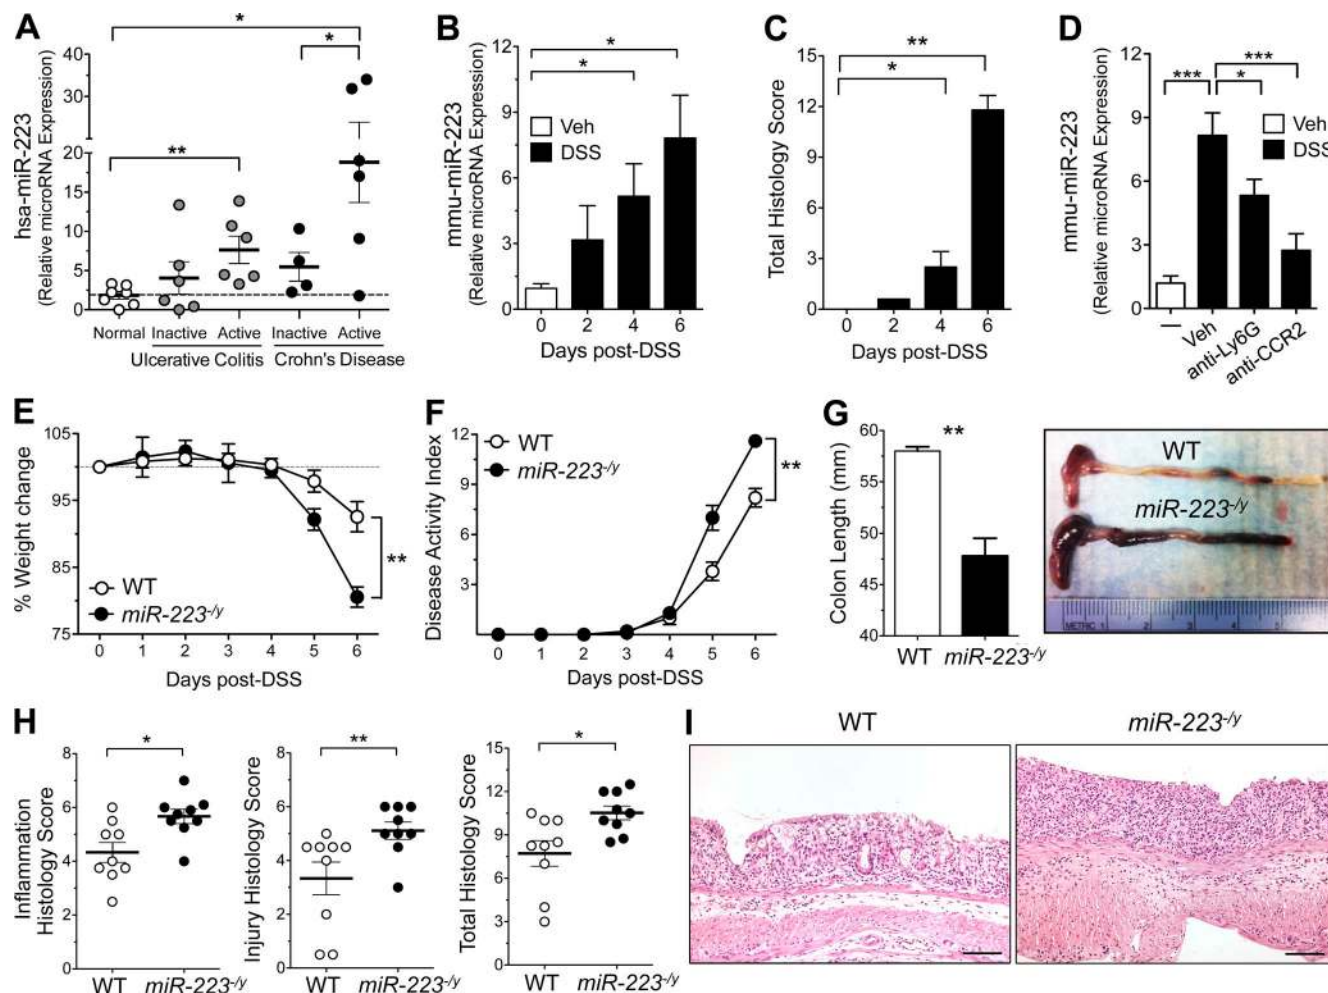 A
hsa-miR-223
(Relative microRNA Expression)
40
30
20
15
10
5
0
*
*
**
Normal
Inactive
Active
Inactive
Active
Ulcerative Colitis
Crohn's Disease
B
mmu-miR-223
(Relative microRNA Expression)
12
9
6
3
0
*
*
Veh
DSS
0 2 4 6
Days post-DSS
C
Total Histology Score
15
12
9
6
3
0
**
*
0 2 4 6
Days post-DSS
D
mmu-miR-223
(Relative microRNA Expression)
12
9
6
3
0
***
***
*
Veh
DSS
—
Veh
anti-Ly6G
anti-CCR2
E
% Weight change
105
95
85
75
WT
miR-223-/y
**
0 1 2 3 4 5 6
Days post-DSS
F
Disease Activity Index
12
9
6
3
WT
miR-223-/y
**
0 1 2 3 4 5 6
Days post-DSS
G
Colon Length (mm)
60
55
50
45
40
**
WT
miR-223-/y
WT
miR-223-/y
METRIC 1 2 3 4 5
H
Inflammation
Histology Score
8
6
4
2
0
*
WT
miR-223-/y
Injury Histology Score
8
6
4
2
0
**
WT
miR-223-/y
Total Histology Score
15
12
9
6
3
0
*
WT
miR-223-/y
I
WT
miR-223-/y